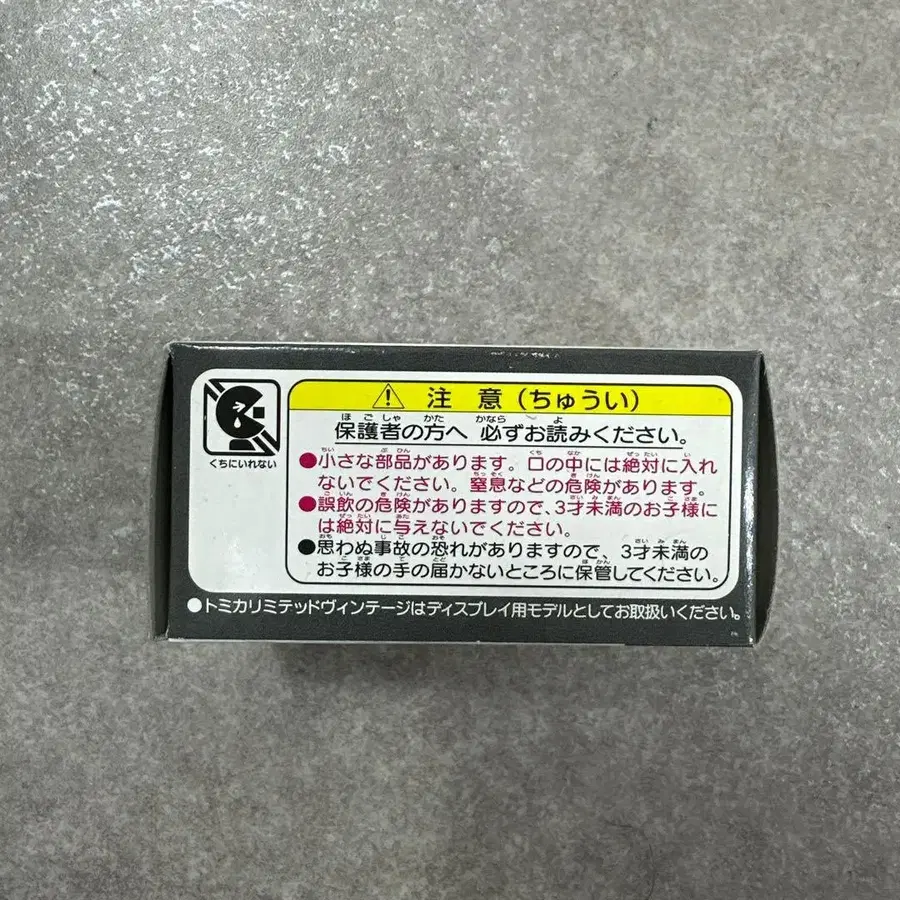 くちにいれない
注意(ちゅうい)
保護者の方へ 必ずお読みください。
●小さな部品があります。口の中には絶対に入れ
ないでください。窒息などの危険があります。
●誤飲の危険がありますので、3才未満のお子様に
は絶対に与えないでください。
●思わぬ事故の恐れがありますので、3才未満の
お子様の手の届かないところに保管してください。
●トミカリミテッドヴィンテージはディスプレイ用モデルとしてお取扱いください。